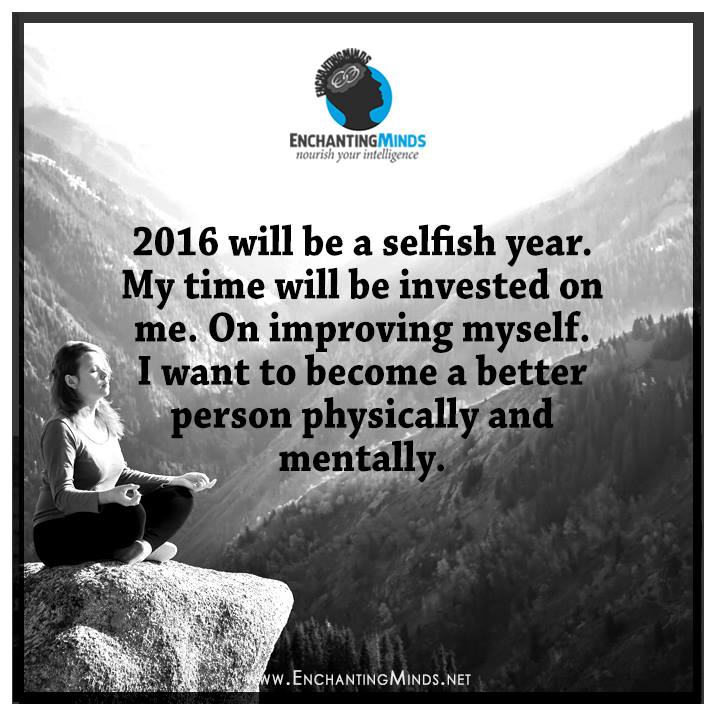 ENCHANTINGMINDS
ENCHANTINGMINDS
nourish your intelligence
2016 will be a selfish year.
My time will be invested on
me. On improving myself.
I want to become a better
person physically and
mentally.
WWW.ENCHANTINGMINDS.NET